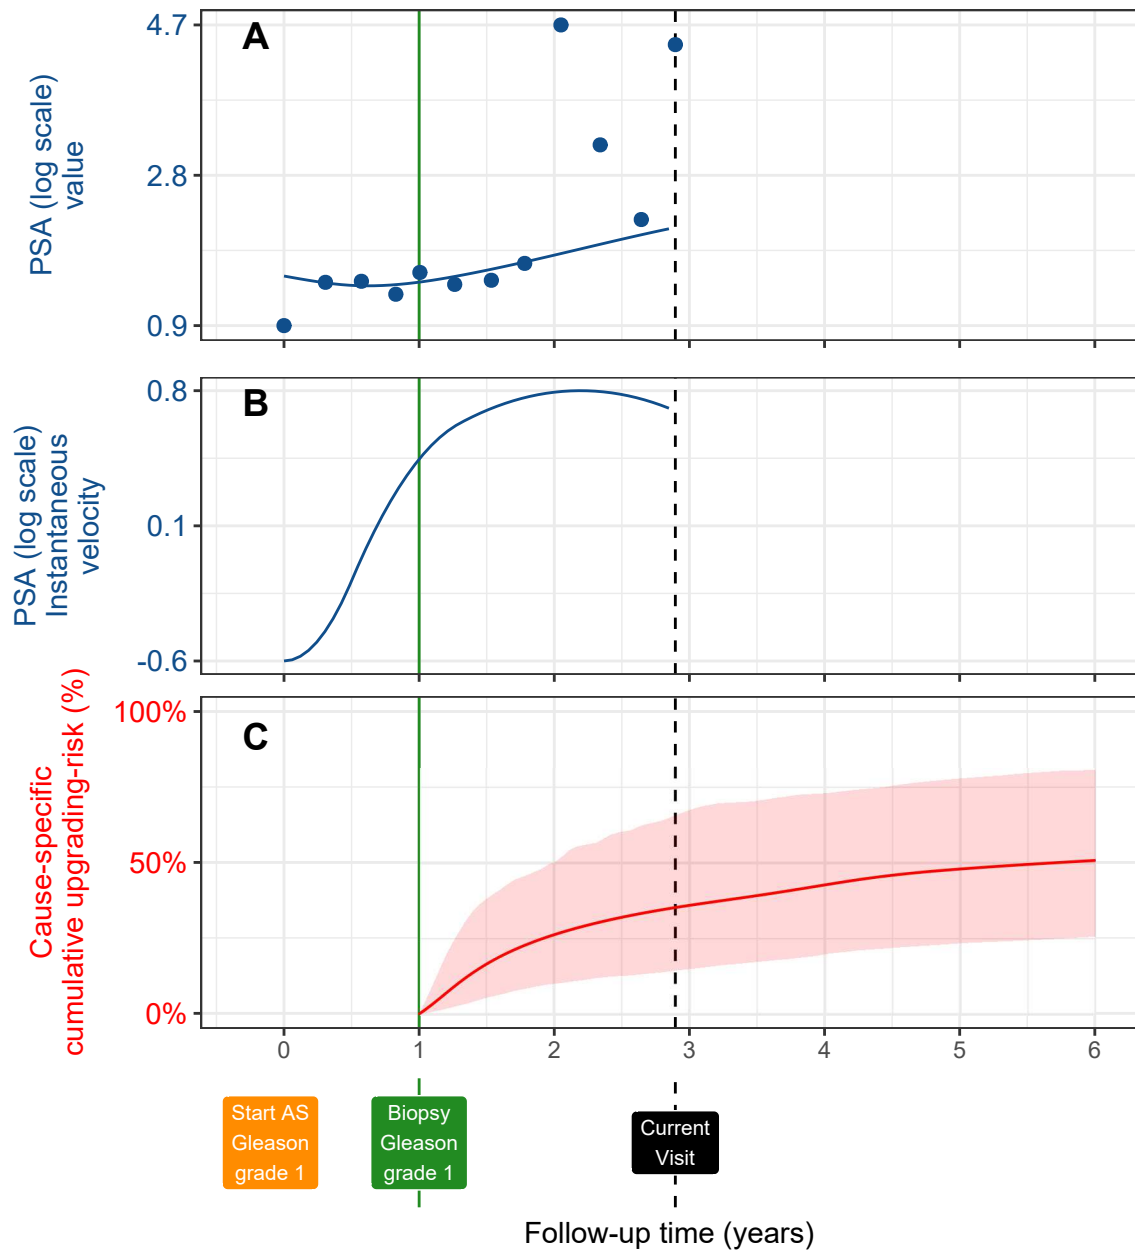 A
4.7
2.8
0.9
PSA (log scale)
value
B
0.8
0.1
-0.6
PSA (log scale)
Instantaneous
velocity
C
100%
50%
0%
Cause-specific
cumulative upgrading-risk (%)
0 1 2 3 4 5 6
Start AS
Gleason
grade 1
Biopsy
Gleason
grade 1
Current
Visit
Follow-up time (years)